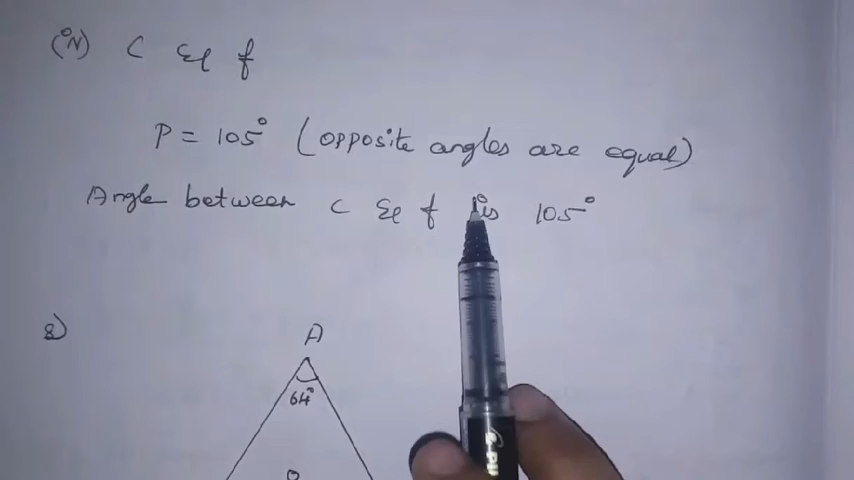 (iv) c & f
P = 105° (opposite angles are equal)
Angle between c & f is 105°
8)
A
64°